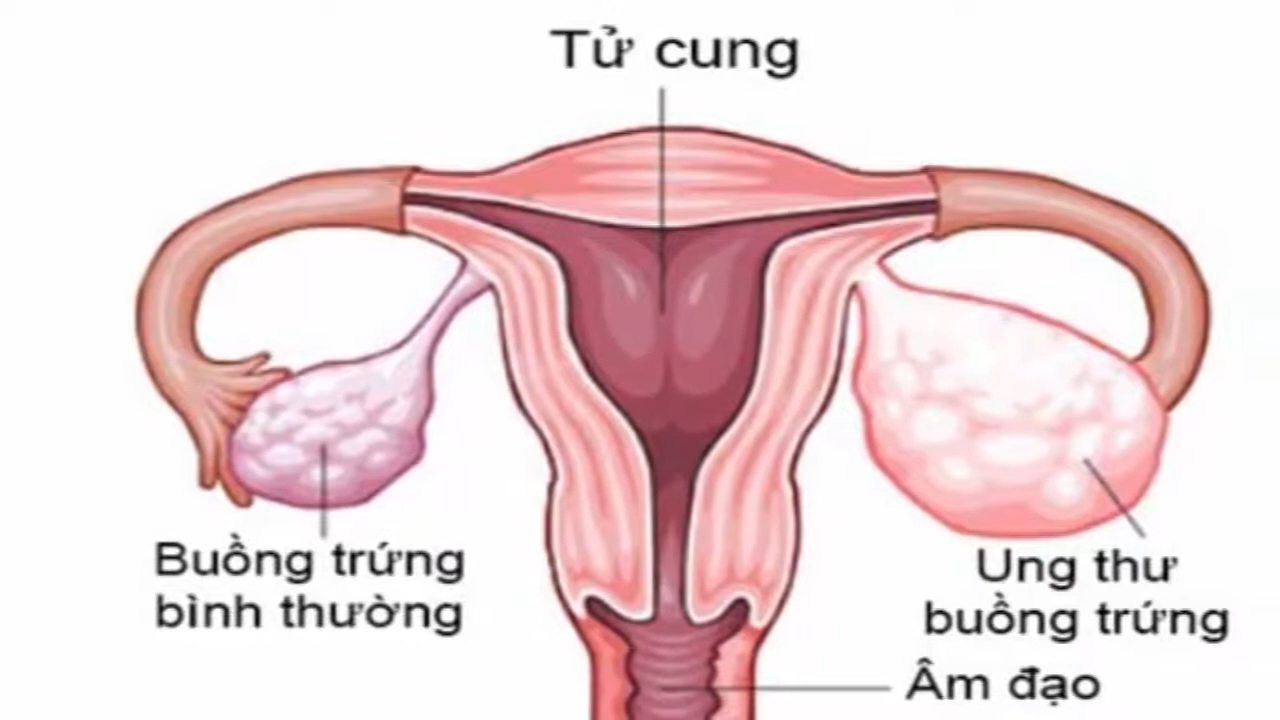 Tử cung
Buồng trứng
bình thường
Ung thư
buồng trứng
Âm đạo